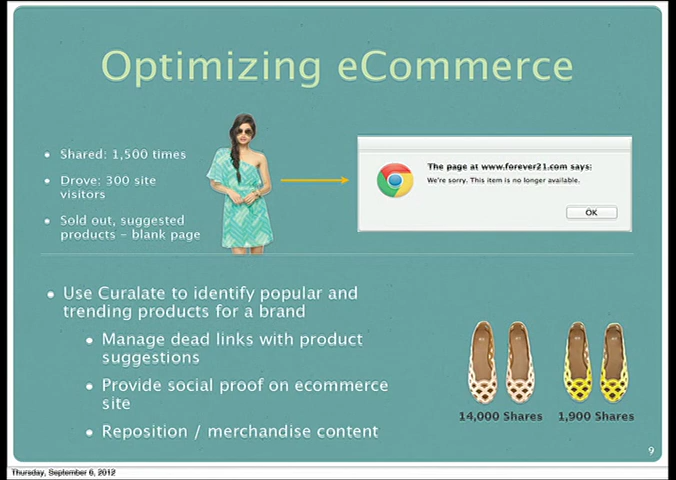 Optimizing eCommerce
• Shared: 1,500 times
• Drove: 300 site
visitors
• Sold out, suggested
products – blank page
The page at www.forever21.com says:
We're sorry. This item is no longer available.
OK
• Use Curalate to identify popular and
trending products for a brand
• Manage dead links with product
suggestions
• Provide social proof on ecommerce
site
• Reposition / merchandise content
14,000 Shares
1,900 Shares
9
Thursday, September 6, 2012